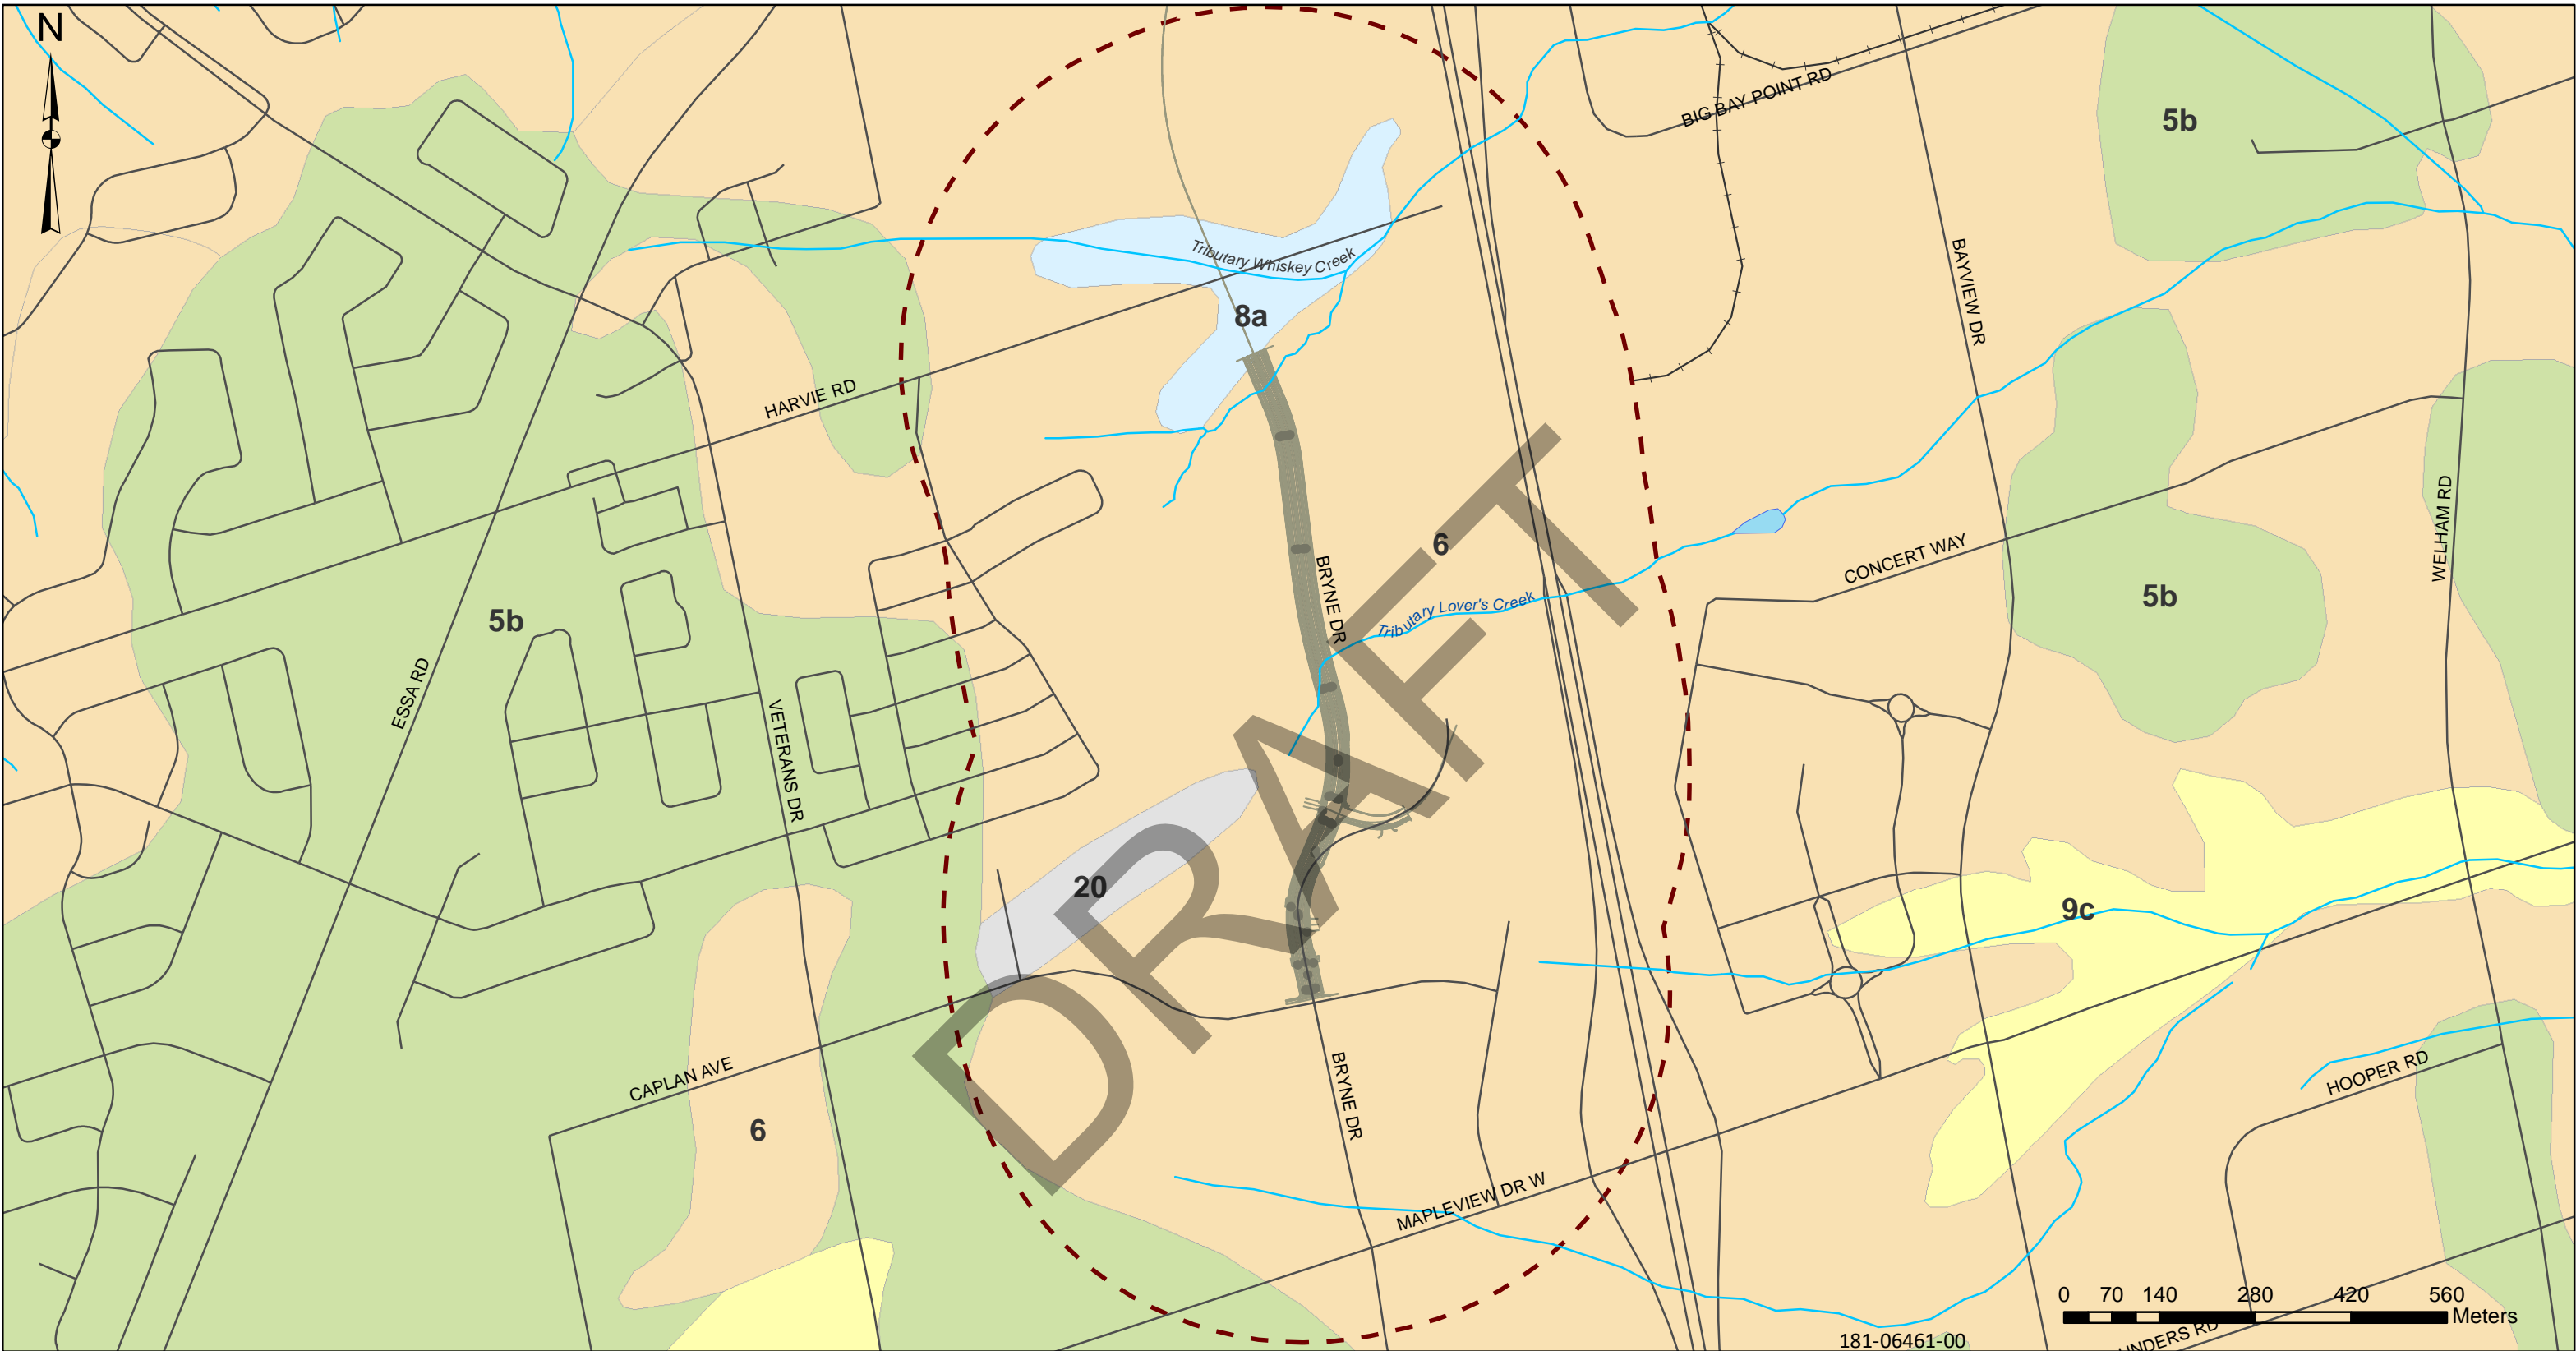 N
BIG BAY POINT RD
5b
Tributary Whiskey Creek
BAYVIEW DR
8a
HARVIE RD
6
BRYNE DR
WELHAM RD
CONCERT WAY
Tributary Lover's Creek
5b
5b
ESSA RD
VETERANS DR
DRAFT
20
9c
CAPLAN AVE
BRYNE DR
HOOPER RD
6
MAPLEVIEW DR W
0 70 140 280 420 560
Meters
UNDERS RD
181-06461-00